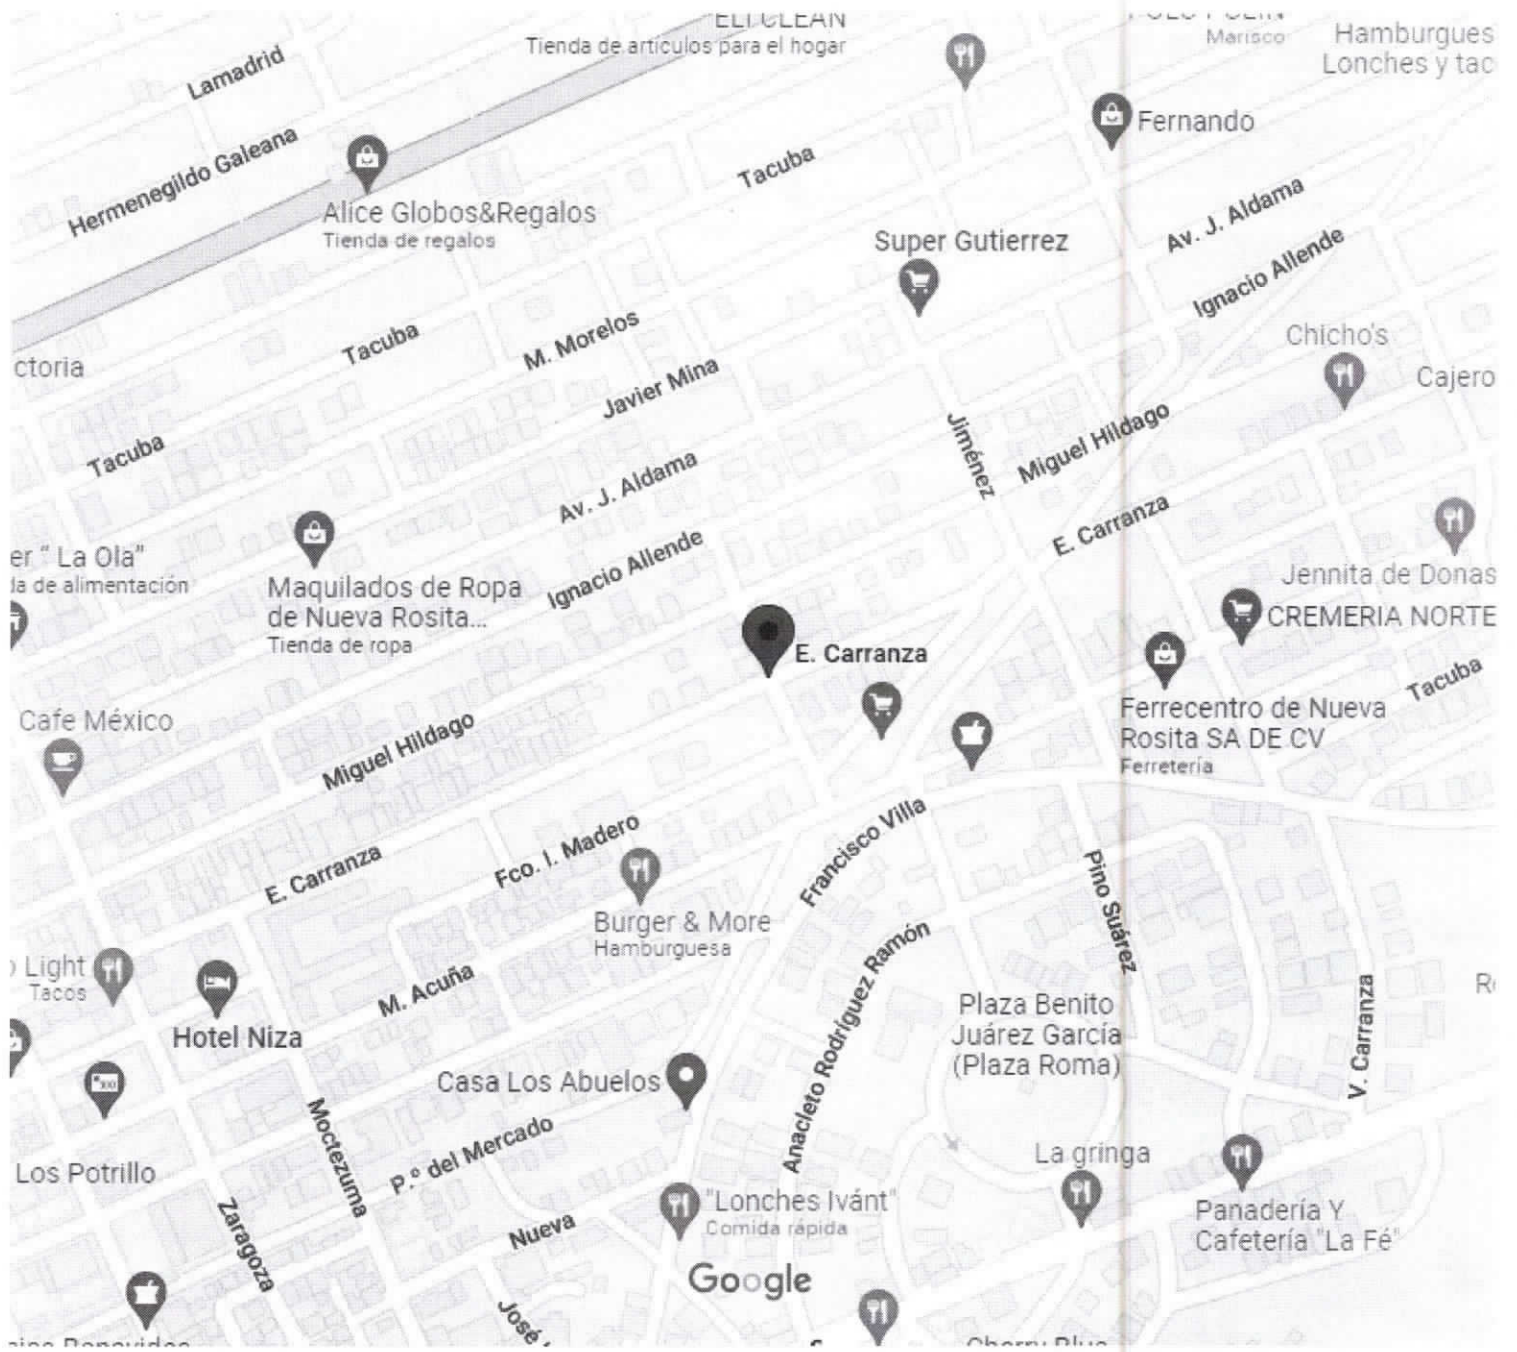 ELI CLEAN
Tienda de artículos para el hogar
Marisco
Hamburgues
Lonches y tac
Lamadrid
Fernando
Hermenegildo Galeana
Tacuba
Alice Globos&Regalos
Tienda de regalos
Av. J. Aldama
Super Gutierrez
Ignacio Allende
Tacuba
M. Morelos
Chicho's
ctoria
Javier Mina
Cajero
Tacuba
Jiménez
Miguel Hildago
Av. J. Aldama
E. Carranza
er “ La Ola”
da de alimentación
Ignacio Allende
Jennita de Donas
Maquilados de Ropa
de Nueva Rosita...
Tienda de ropa
CREMERIA NORTE
E. Carranza
Tacuba
Cafe México
Ferrecentro de Nueva
Rosita SA DE CV
Ferretería
Miguel Hildago
Francisco Villa
Fco. I. Madero
E. Carranza
Pino Suárez
Burger & More
Hamburguesa
Light
Tacos
M. Acuña
Anacleto Rodríguez Ramón
Plaza Benito
Juárez García
(Plaza Roma)
V. Carranza
Hotel Niza
Casa Los Abuelos
Moctezuma
P.º del Mercado
Los Potrillo
La gringa
Zaragoza
Nueva
"Lonches Ivánt"
Comida rápida
Panadería Y
Cafetería "La Fé"
Google
José